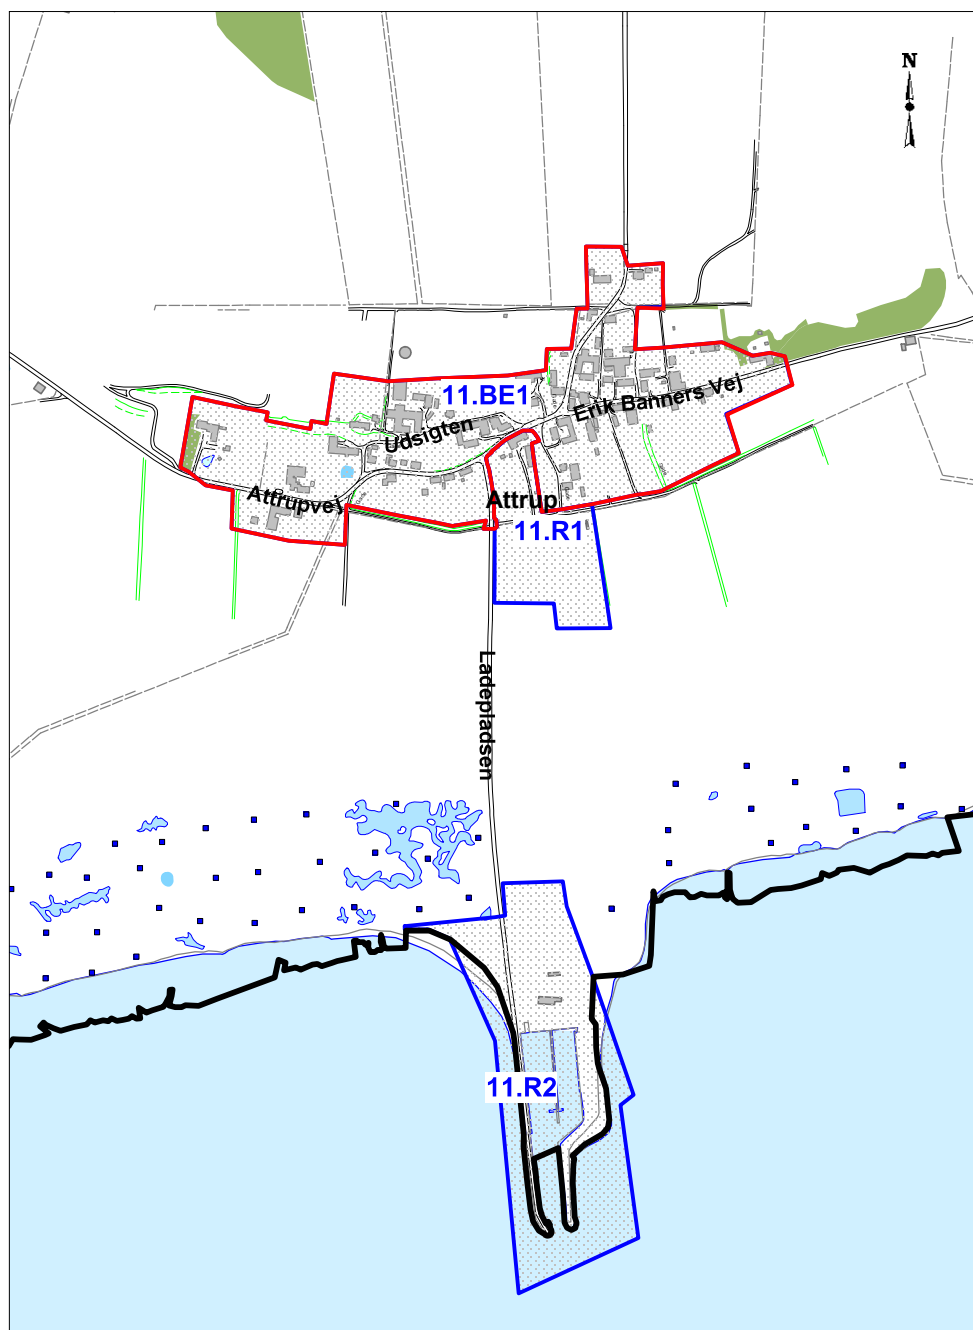 N
11.BE1
Erik Banners Vej
Udsigten
Attrupvej
Attrup
11.R1
Ladepladsen
11.R2